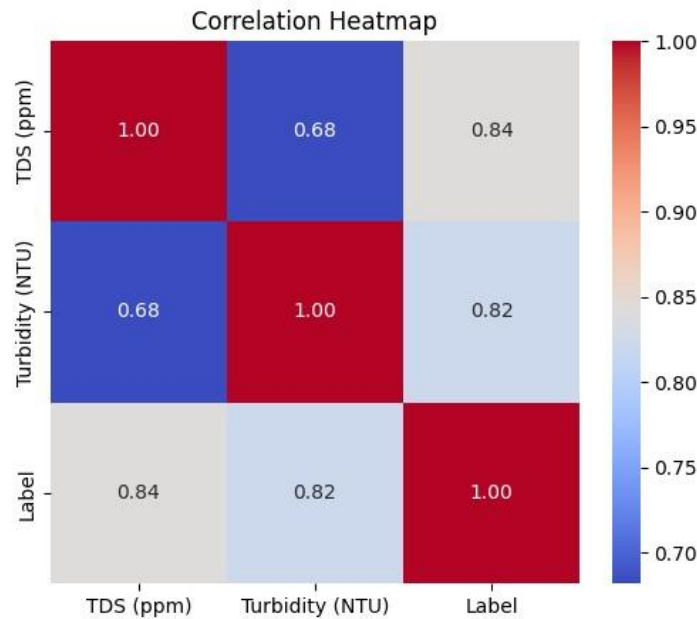 Correlation Heatmap
TDS (ppm)
1.00 0.68 0.84
Turbidity (NTU)
0.68 1.00 0.82
Label
0.84 0.82 1.00
TDS (ppm) Turbidity (NTU) Label
1.00
0.95
0.90
0.85
0.80
0.75
0.70